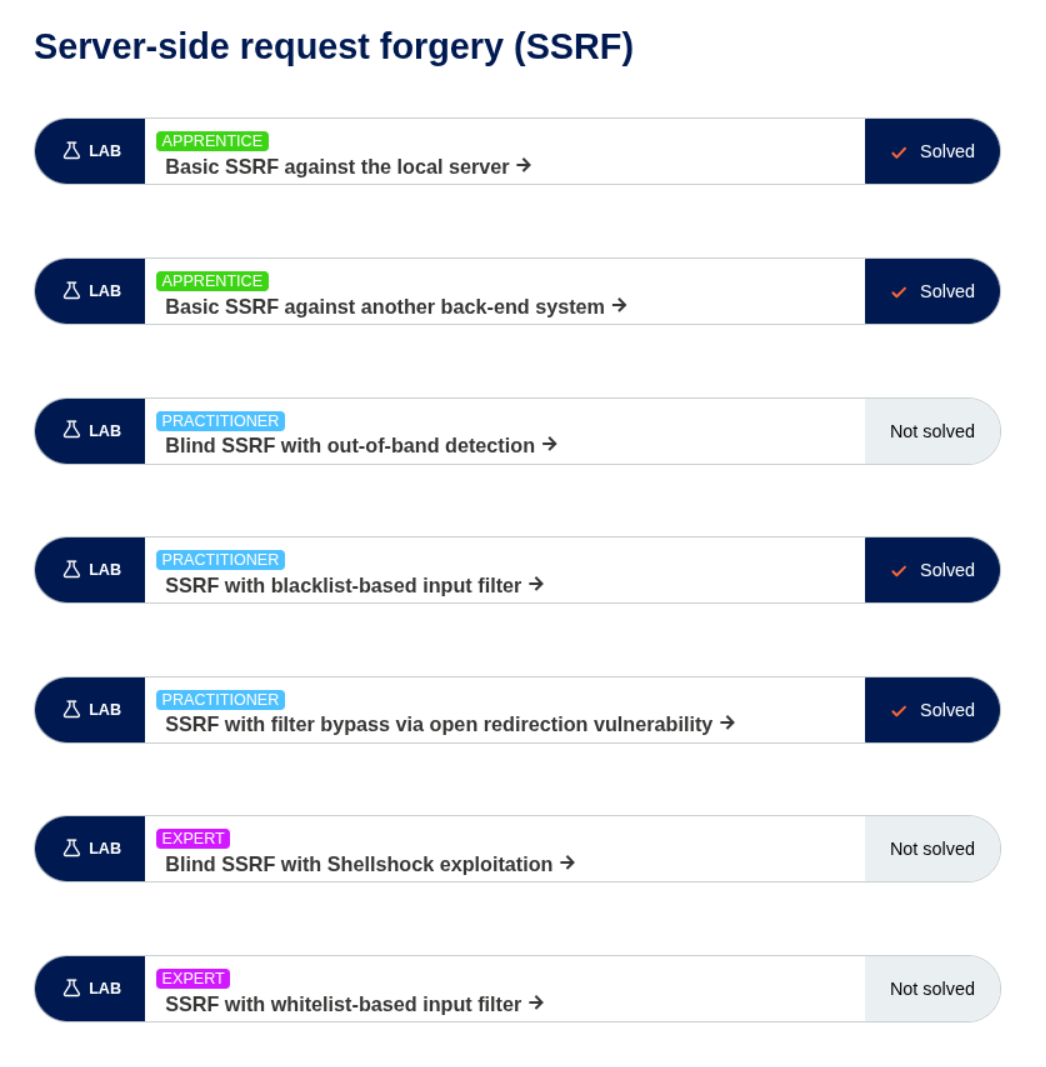 Server-side request forgery (SSRF)
LAB
APPRENTICE
Basic SSRF against the local server →
Solved
LAB
APPRENTICE
Basic SSRF against another back-end system →
Solved
LAB
PRACTITIONER
Blind SSRF with out-of-band detection →
Not solved
LAB
PRACTITIONER
SSRF with blacklist-based input filter →
Solved
LAB
PRACTITIONER
SSRF with filter bypass via open redirection vulnerability →
Solved
LAB
EXPERT
Blind SSRF with Shellshock exploitation →
Not solved
LAB
EXPERT
SSRF with whitelist-based input filter →
Not solved